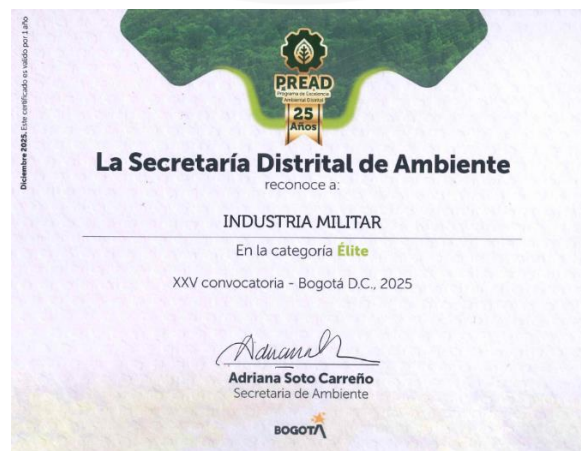 Diciembre 2025. Este certificado es valido por 1 año
PREAD
Programa de Excelencia
Ambiental Distrital
25
Años
La Secretaría Distrital de Ambiente
reconoce a:
INDUSTRIA MILITAR
En la categoría Élite
XXV convocatoria - Bogotá D.C., 2025
Adriana Soto Carreño
Secretaria de Ambiente
BOGOTÁ